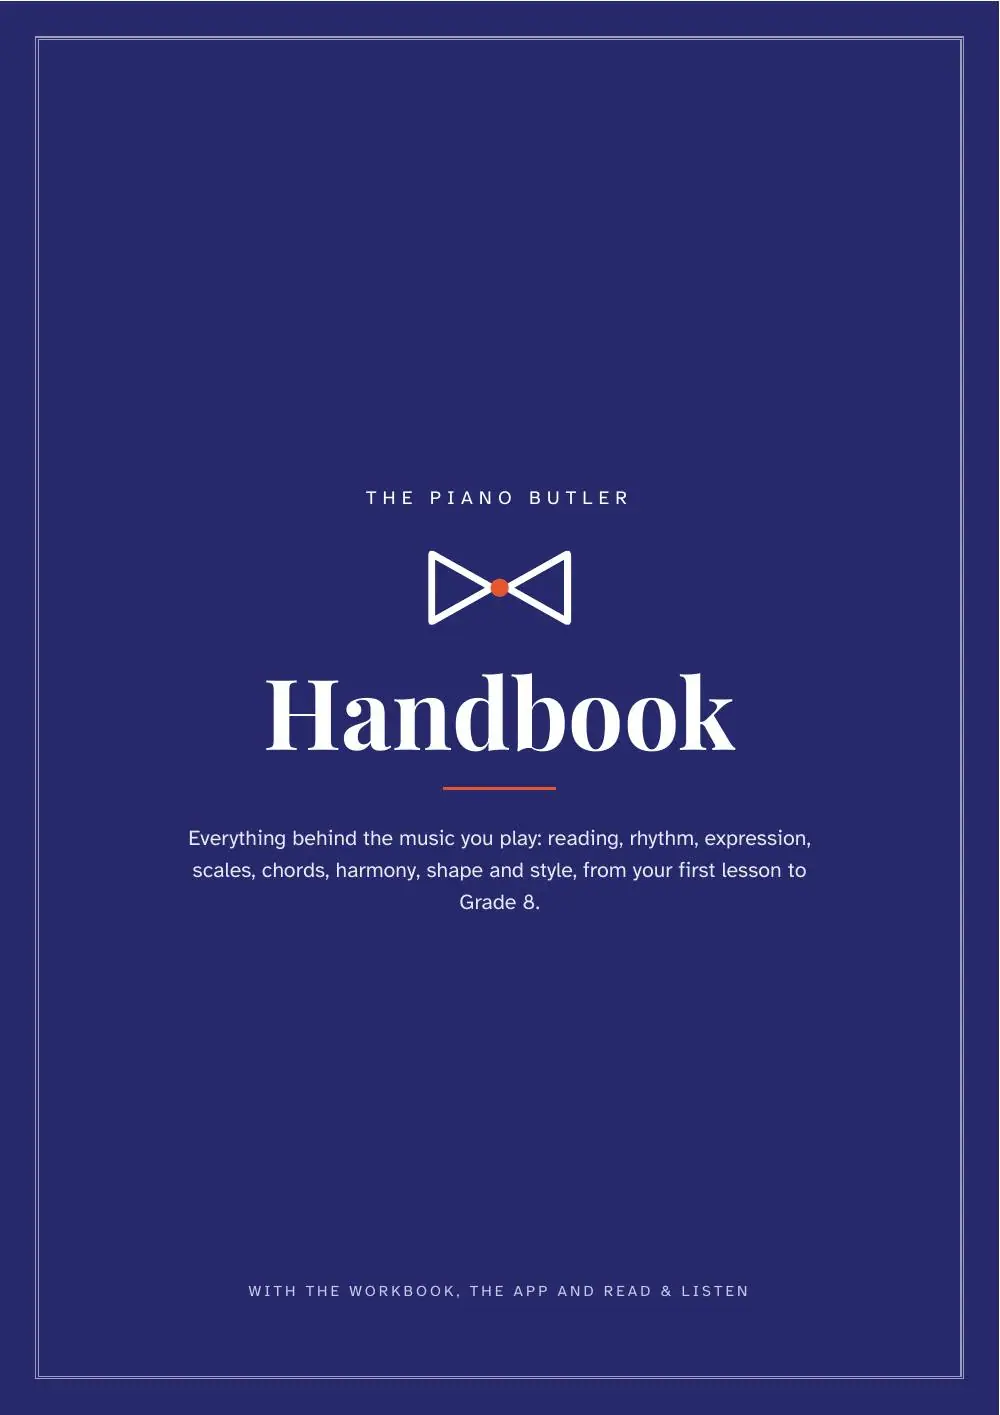 THE PIANO BUTLER
Handbook
Everything behind the music you play: reading, rhythm, expression,
scales, chords, harmony, shape and style, from your first lesson to
Grade 8.
WITH THE WORKBOOK, THE APP AND READ & LISTEN